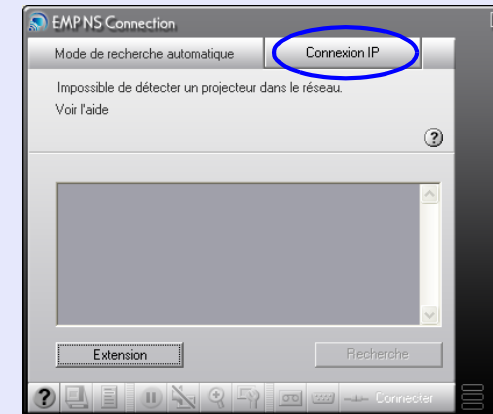 EMP NS Connection
Mode de recherche automatique Connexion IP
Impossible de détecter un projecteur dans le réseau.
Voir l'aide
Extension Recherche
Connecter